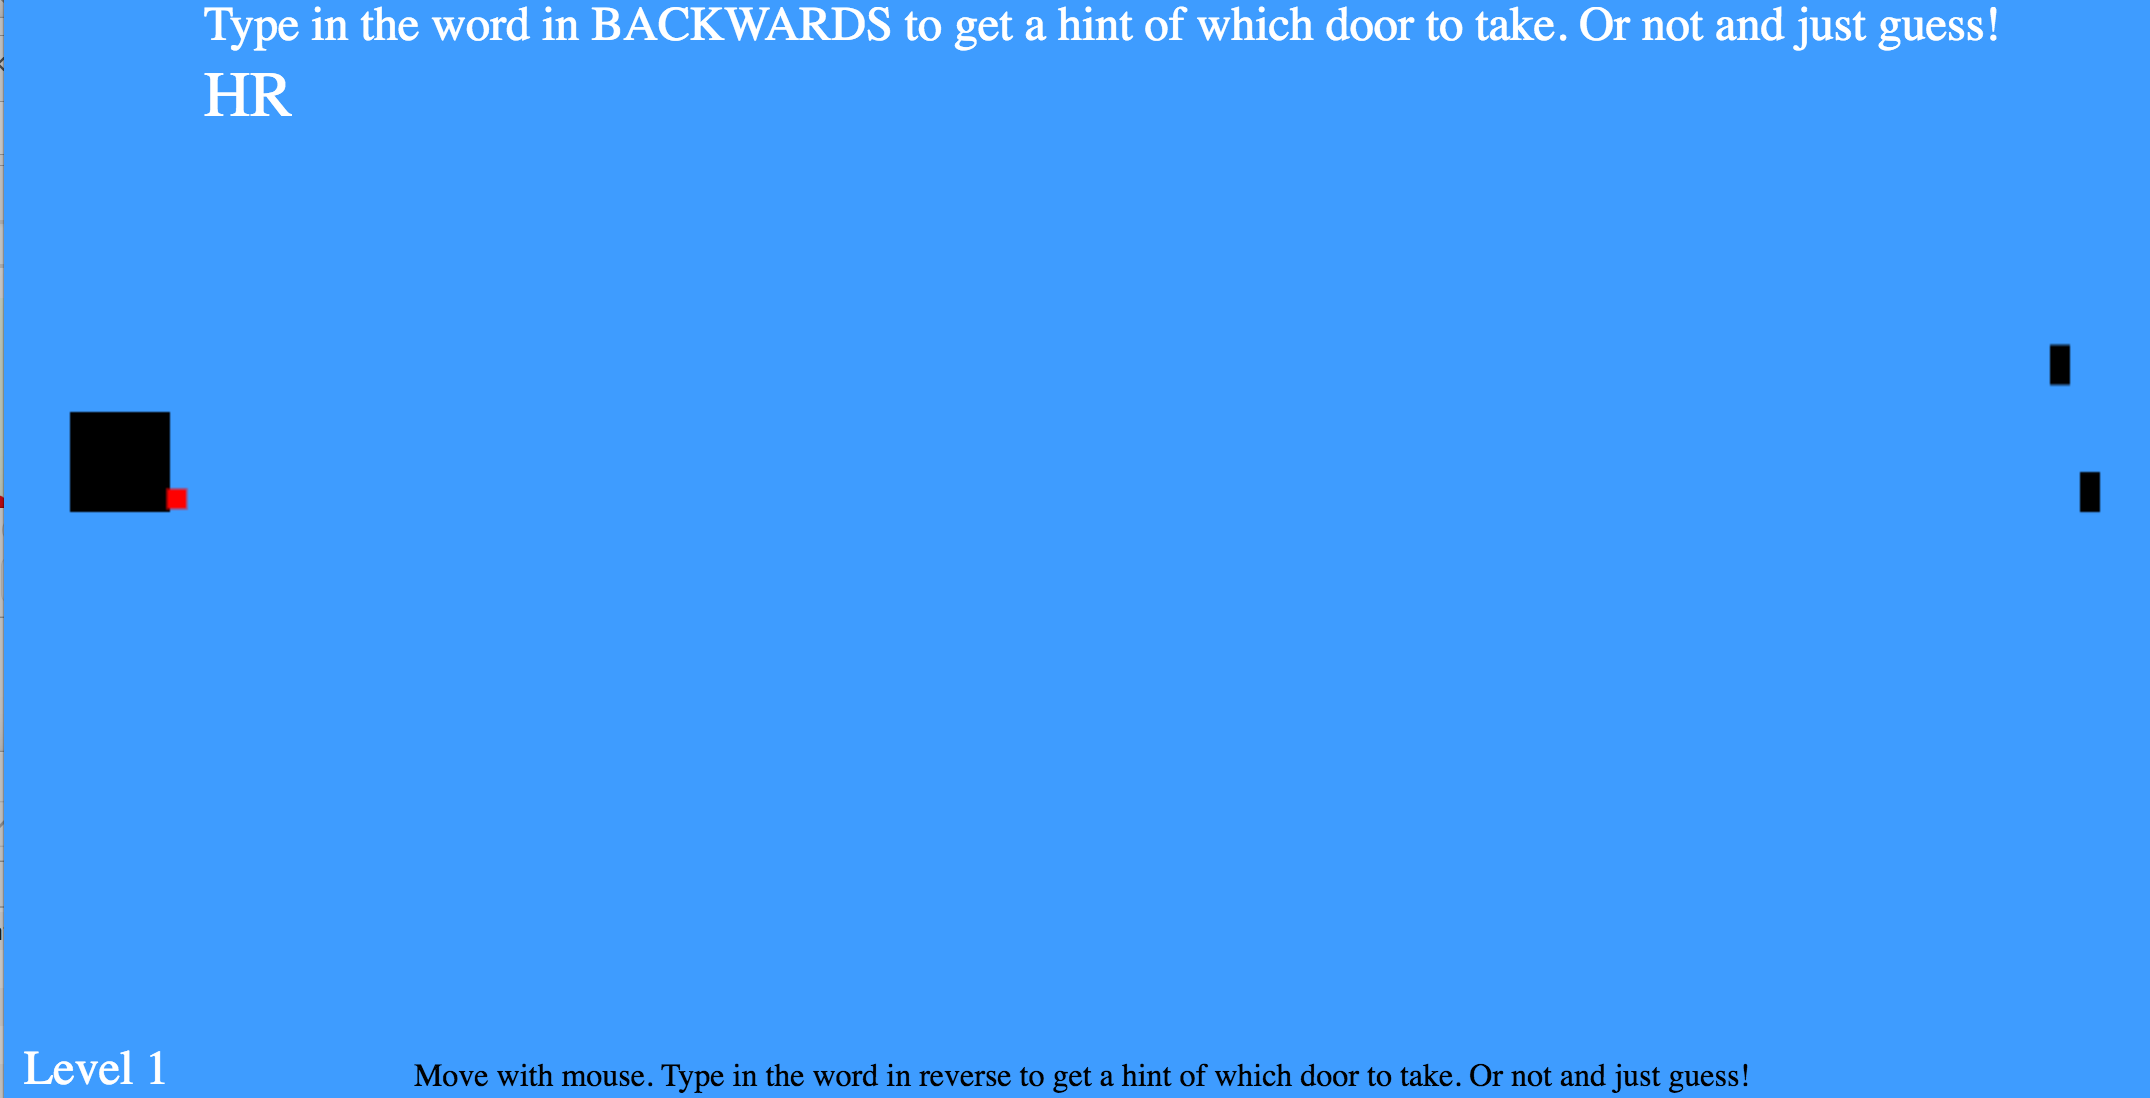 Type in the word in BACKWARDS to get a hint of which door to take. Or not and just guess!
HR
Level 1
Move with mouse. Type in the word in reverse to get a hint of which door to take. Or not and just guess!